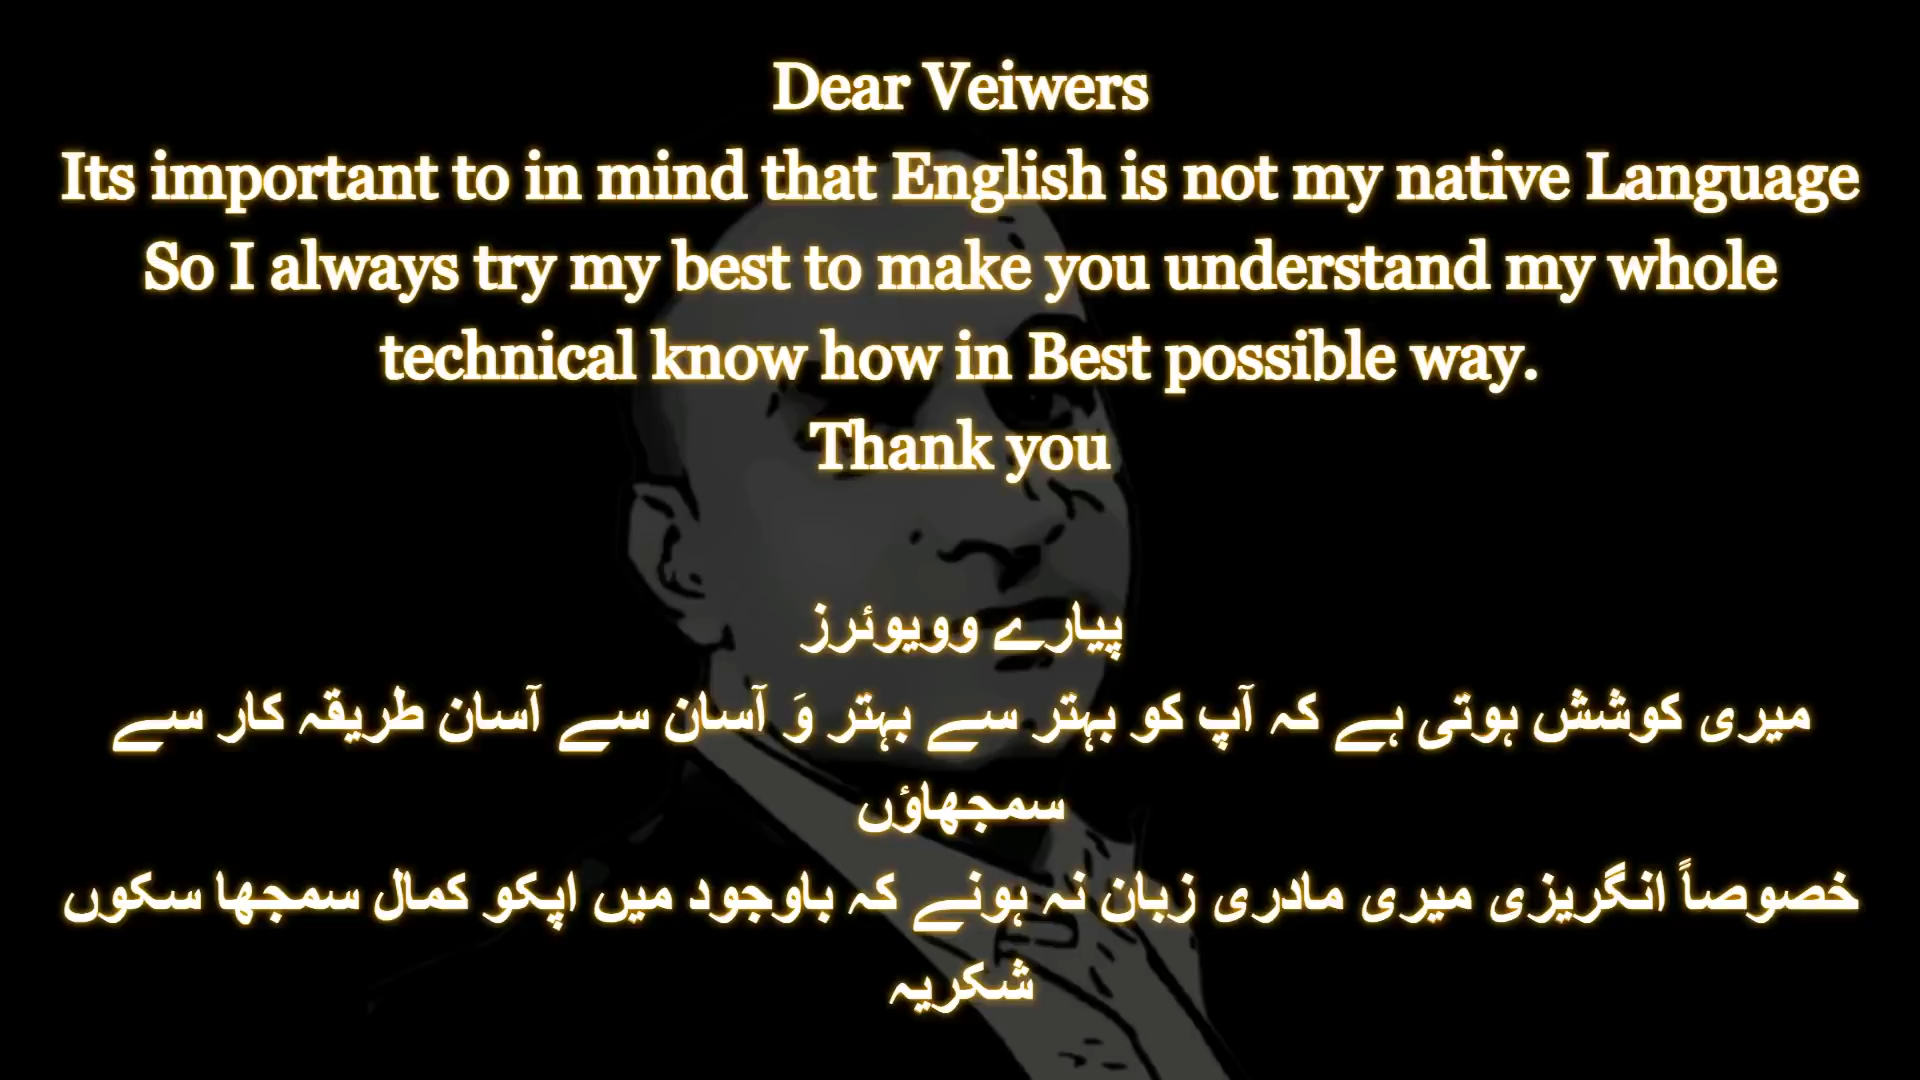 Dear Veiwers
Its important to in mind that English is not my native Language
So I always try my best to make you understand my whole
technical know how in Best possible way.
Thank you
پیارے وویوئرز
میری کوشش ہوتی ہے کہ آپ کو بہتر سے بہتر وَ آسان سے آسان طریقہ کار سے
سمجھاؤں
خصوصاً انگریزی میری مادری زبان نہ ہونے کہ باوجود میں اپکو کمال سمجھا سکوں
شکریہ